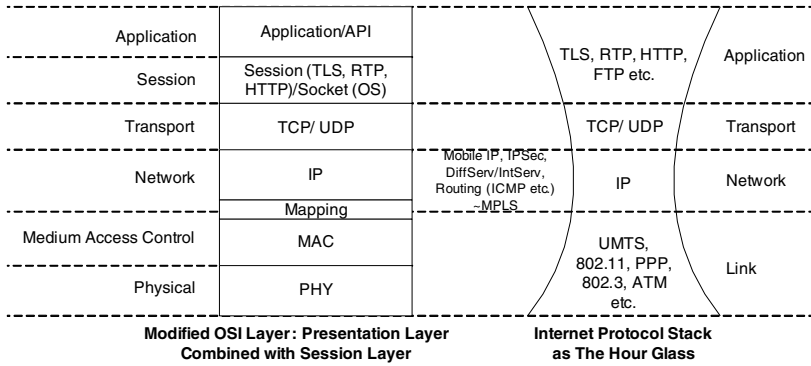 Application
Application/API
TLS, RTP, HTTP,
FTP etc.
Application
Session
Session (TLS, RTP,
HTTP)/Socket (OS)
Transport
TCP/ UDP
TCP/ UDP
Transport
Network
IP
Mobile IP, IPSec,
DiffServ/IntServ,
Routing (ICMP etc.)
~MPLS
IP
Network
Mapping
Medium Access Control
MAC
UMTS,
802.11, PPP,
802.3, ATM
etc.
Link
Physical
PHY
Modified OSI Layer: Presentation Layer
Combined with Session Layer
Internet Protocol Stack
as The Hour Glass